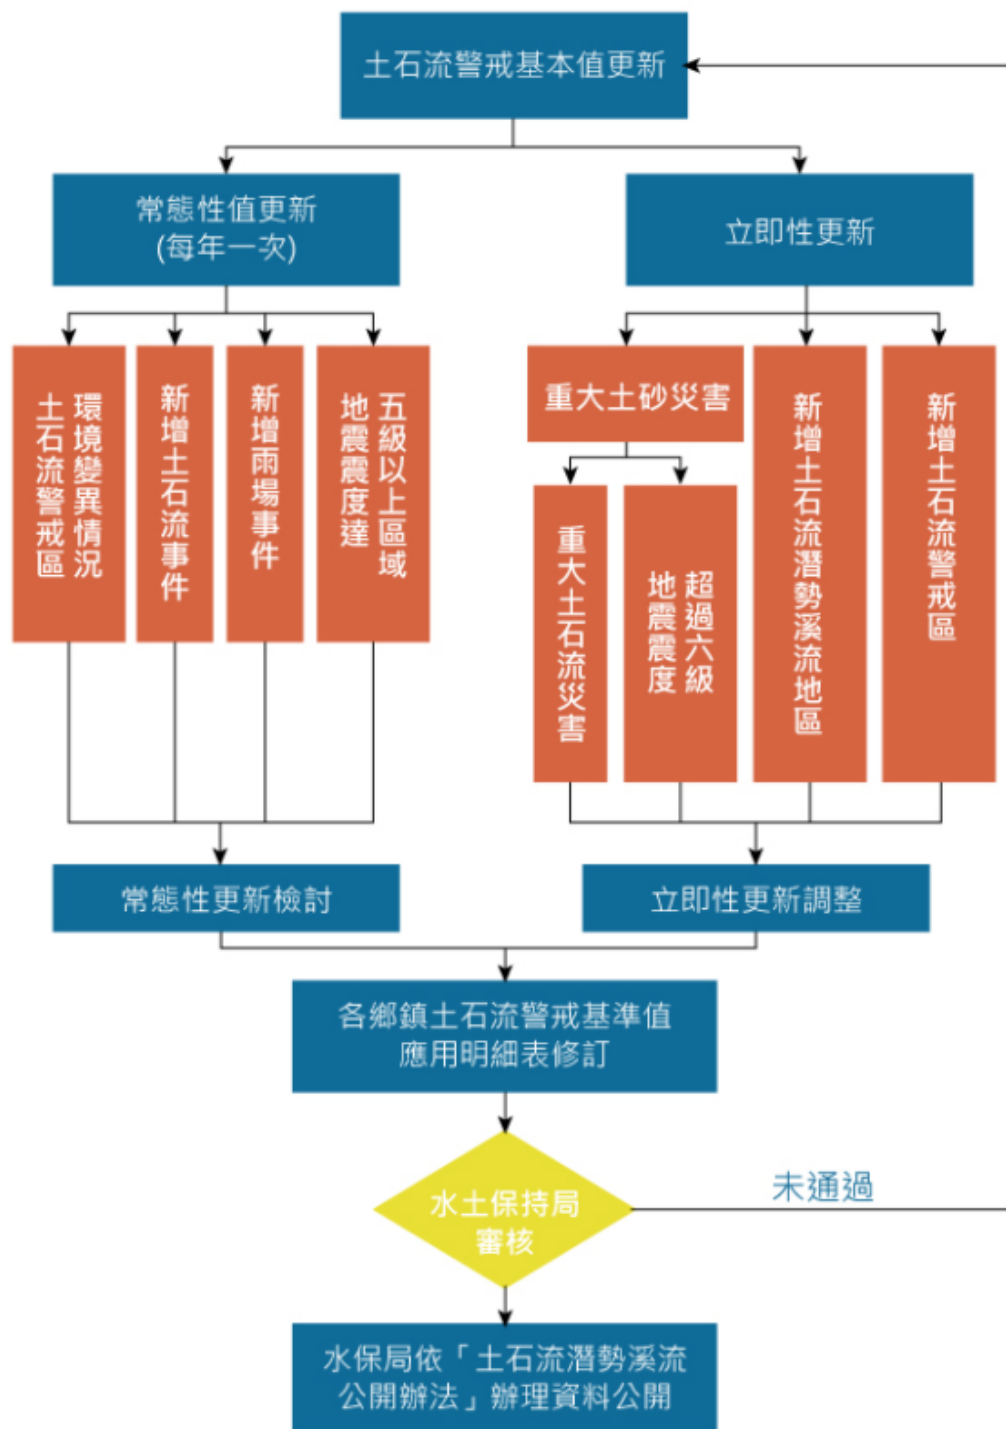 土石流警戒基本值更新
常態性值更新
(每年一次)
立即性更新
環境變異情況
土石流警戒區
新增土石流事件
新增雨場事件
五級以上區域
地震震度達
重大土砂災害
重大土石流災害
超過六級
地震震度
新增土石流潛勢溪流地區
新增土石流警戒區
常態性更新檢討
立即性更新調整
各鄉鎮土石流警戒基準值
應用明細表修訂
水土保持局
審核
未通過
水保局依「土石流潛勢溪流
公開辦法」辦理資料公開